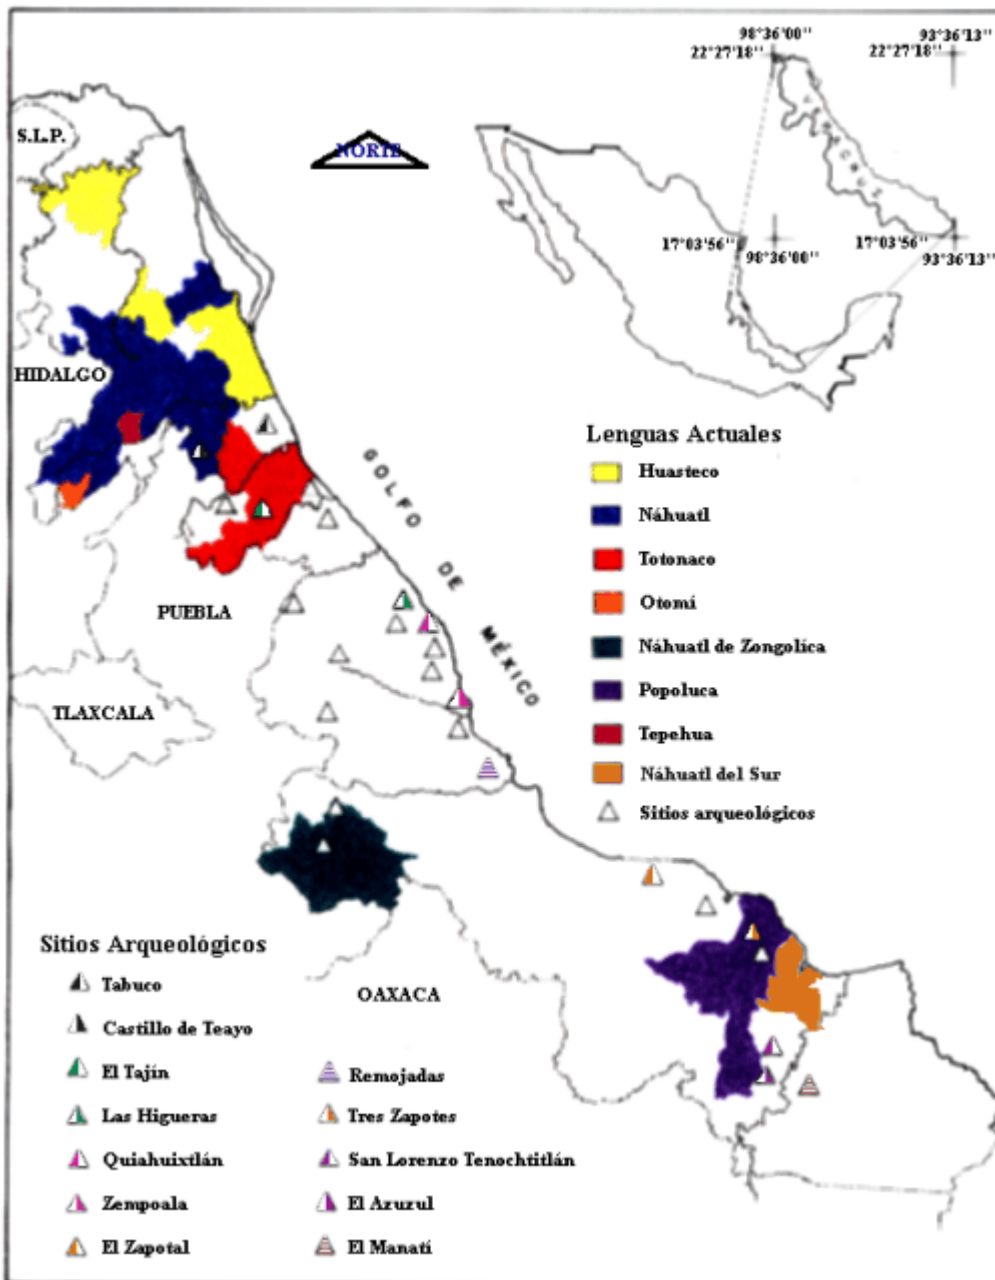 98°36'00''
93°36'13''
22°27'18''
22°27'18''
S.L.P.
NORTE
VERACRUZ
17°03'56''
17°03'56''
98°36'00''
93°36'13''
HIDALGO
GOLFO DE MÉXICO
PUEBLA
TLAXCALA
OAXACA
Lenguas Actuales
Huasteco
Náhuatl
Totonaco
Otomí
Náhuatl de Zongolica
Popoluca
Tepehua
Náhuatl del Sur
Sitios arqueológicos
Sitios Arqueológicos
Tabuco
Castillo de Teayo
El Tajín
Las Higueras
Quiahuixtlán
Zempoala
El Zapotal
Remojadas
Tres Zapotes
San Lorenzo Tenochtitlán
El Azuzul
El Manatí